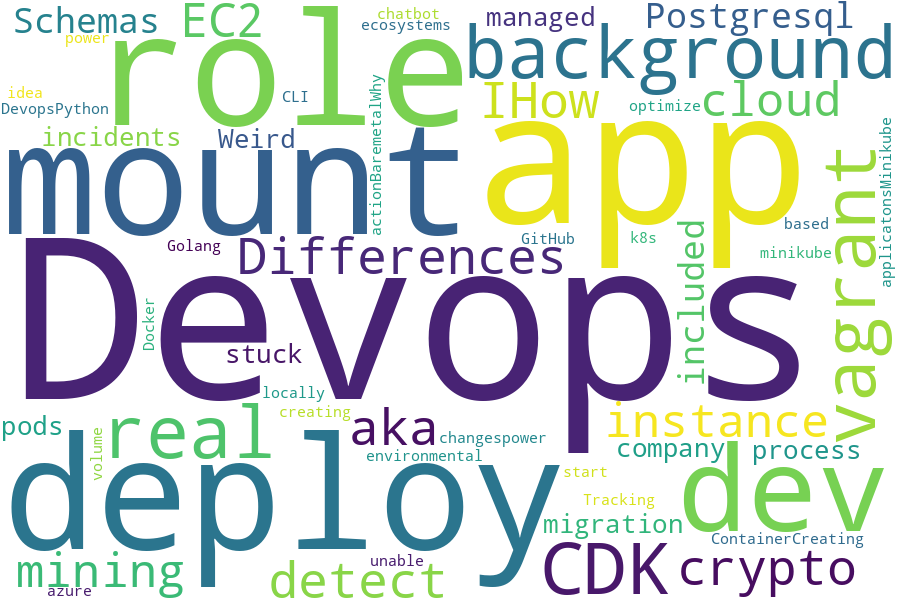 Schemas
EC2
chatbot
ecosystems
managed
Postgresql
power
role
background
idea
DevopsPython
CLI
IHow
optimize
cloud
incidents
Weird
actionBaremetalWhy
mount
app
applicatonsMinikube
vagrant
Golang
Differences
GitHub
k8s
based
minikube
included
Devops
Docker
stuck
locally
creating
pods
real
aka
changespower
instance
volume
environmental
company
process
deploy
start
dev
Tracking
migration
ContainerCreating
mining
azure
detect
unable
CDK
crypto